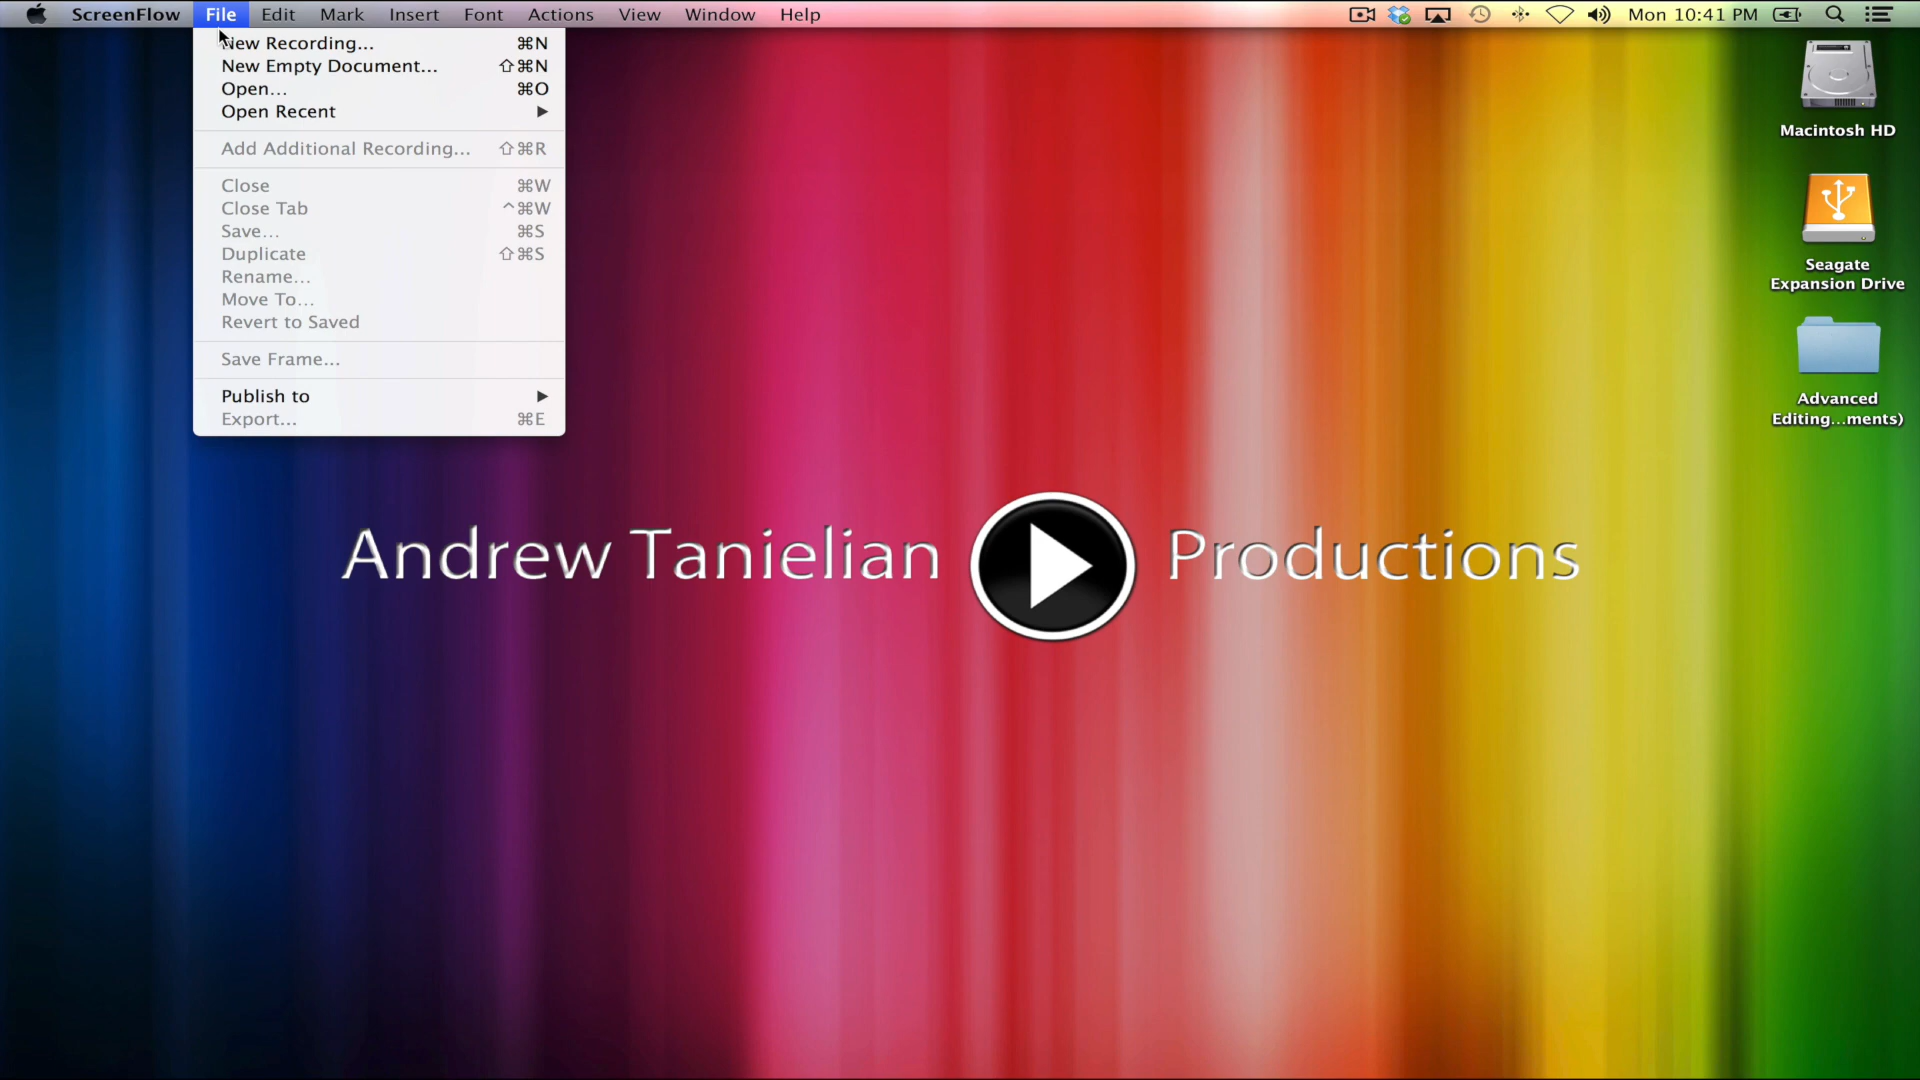 ScreenFlow File Edit Mark Insert Font Actions View Window Help Mon 10:41 PM
New Recording... ⌘N
New Empty Document... ⇧⌘N
Open... ⌘O
Open Recent ▶
Add Additional Recording... ⇧⌘R
Close ⌘W
Close Tab ^⌘W
Save... ⌘S
Duplicate ⇧⌘S
Rename...
Move To...
Revert to Saved
Save Frame...
Publish to ▶
Export... ⌘E
Macintosh HD
Seagate
Expansion Drive
Advanced
Editing...ments)
Andrew Tanielian Productions